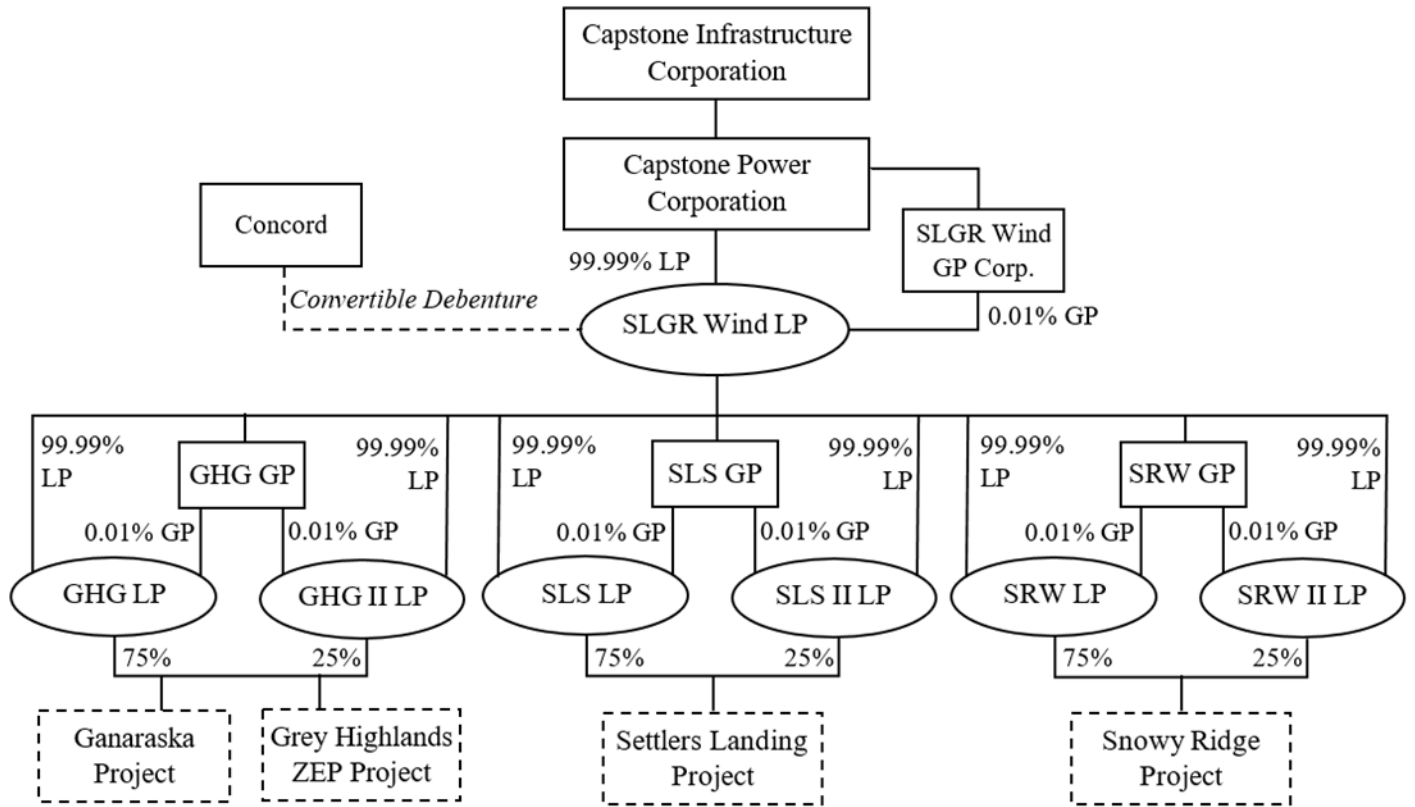 Capstone Infrastructure
Corporation
Capstone Power
Corporation
Concord
SLGR Wind
GP Corp.
99.99% LP
Convertible Debenture
SLGR Wind LP
0.01% GP
99.99%
LP
GHG GP
99.99%
LP
99.99%
LP
SLS GP
99.99%
LP
99.99%
LP
SRW GP
99.99%
LP
0.01% GP
0.01% GP
0.01% GP
0.01% GP
0.01% GP
0.01% GP
GHG LP
GHG II LP
SLS LP
SLS II LP
SRW LP
SRW II LP
75%
25%
75%
25%
75%
25%
Ganaraska
Project
Grey Highlands
ZEP Project
Settlers Landing
Project
Snowy Ridge
Project